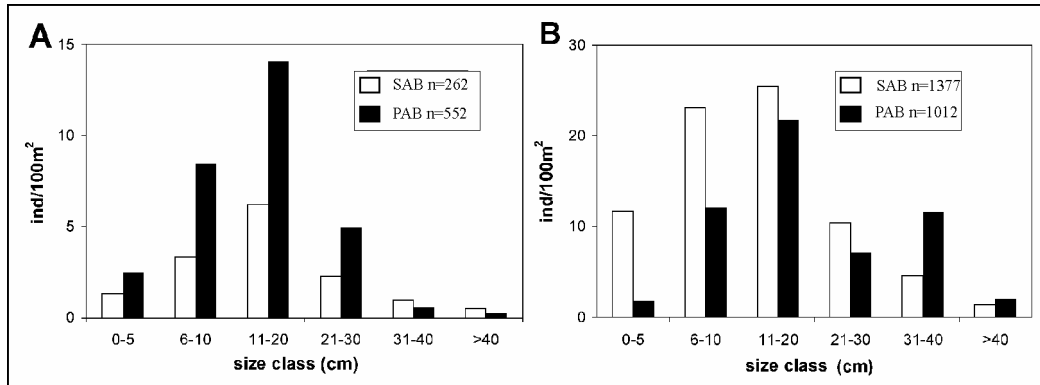 A
15
10
5
0
ind/100m²
SAB n=262
PAB n=552
0-5 6-10 11-20 21-30 31-40 >40
size class (cm)
B
30
20
10
0
ind/100m²
SAB n=1377
PAB n=1012
0-5 6-10 11-20 21-30 31-40 >40
size class (cm)